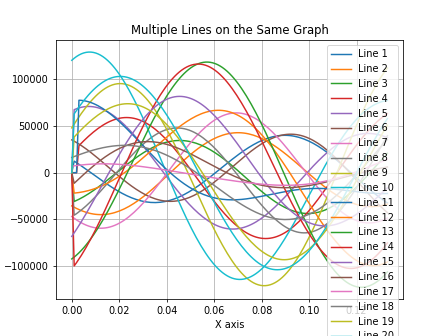 Multiple Lines on the Same Graph
100000
50000
0
−50000
−100000
0.00
0.02
0.04
0.06
0.08
0.10
X axis
Line 1
Line 2
Line 3
Line 4
Line 5
Line 6
Line 7
Line 8
Line 9
Line 10
Line 11
Line 12
Line 13
Line 14
Line 15
Line 16
Line 17
Line 18
Line 19
Line 20